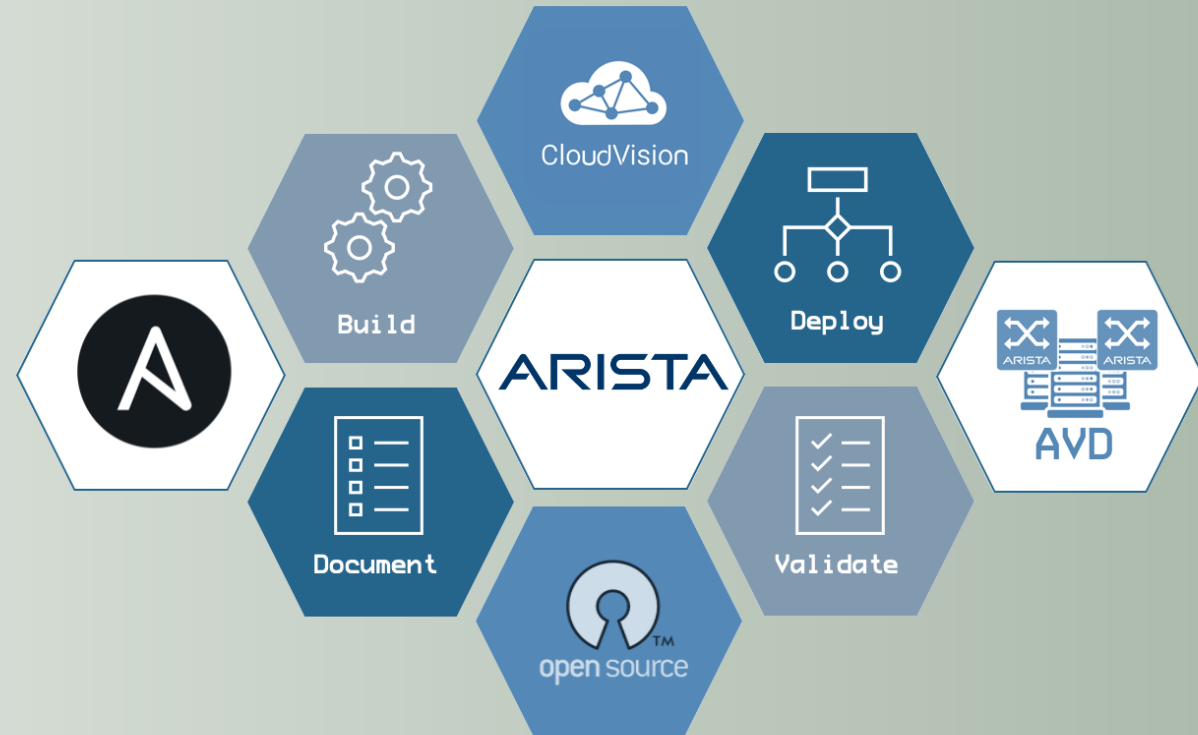 CloudVision
Build
Deploy
ARISTA
ARISTA
ARISTA
AVD
Document
Validate
TM
open source